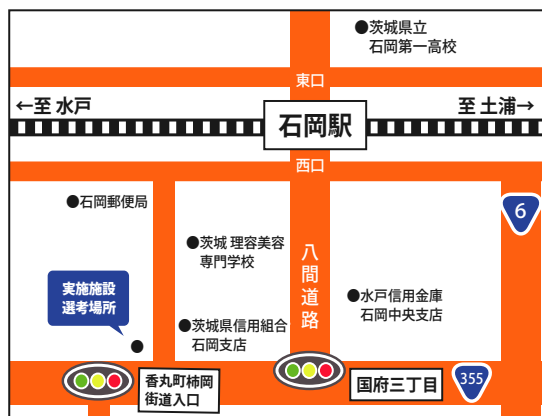 ●茨城県立
石岡第一高校
東口
←至 水戸
石岡駅
至 土浦→
西口
●石岡郵便局
6
●茨城 理容美容
専門学校
八間道路
実施施設
選考場所
●水戸信用金庫
石岡中央支店
●茨城県信用組合
石岡支店
●
香丸町柿岡
街道入口
国府三丁目
355